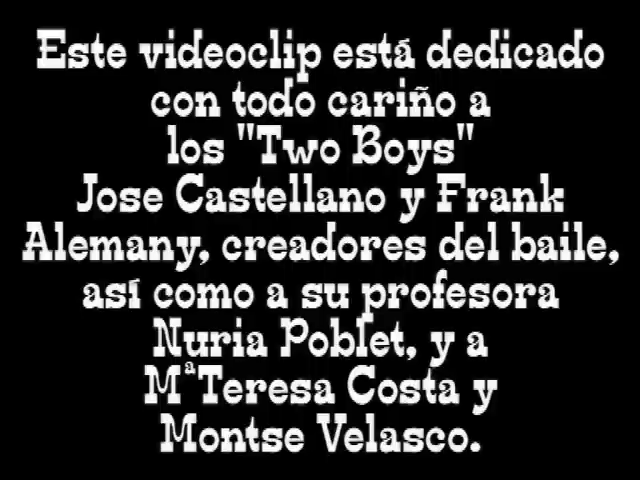 Este videoclip está dedicado
con todo cariño a
los "Two Boys"
Jose Castellano y Frank
Alemany, creadores del baile,
así como a su profesora
Nuria Poblet, y a
MªTeresa Costa y
Montse Velasco.